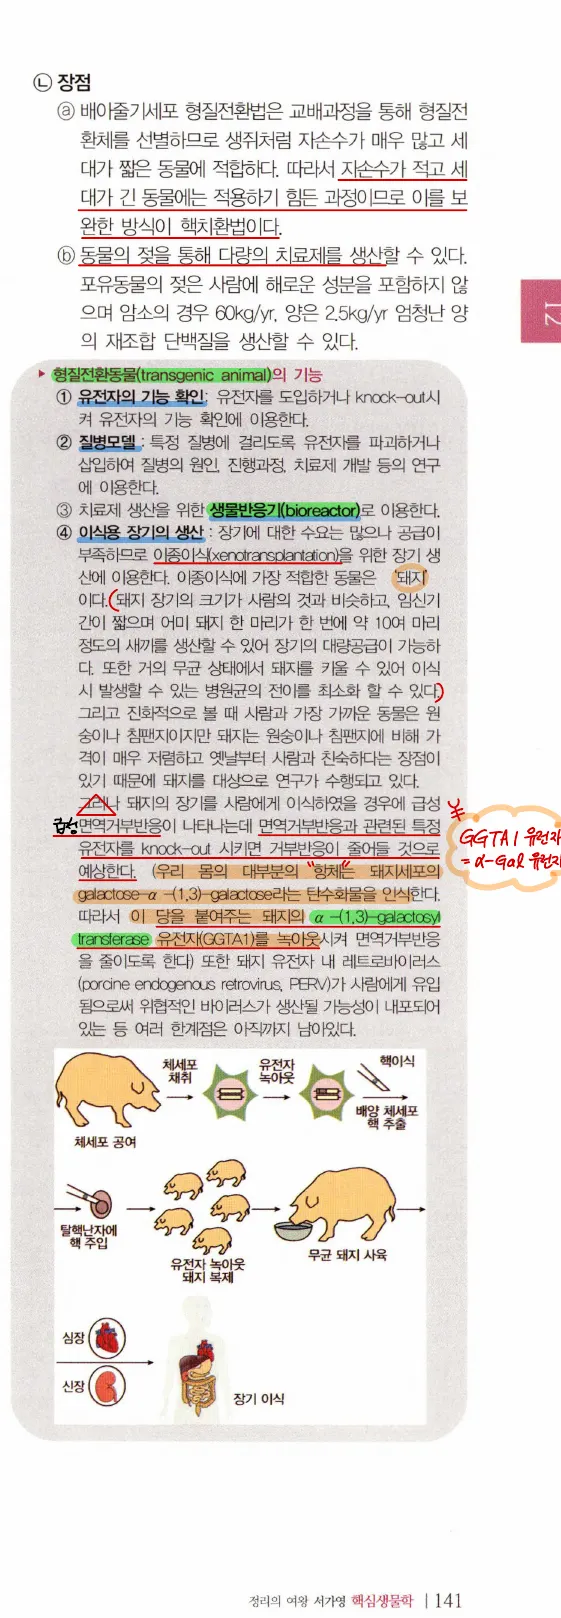 ㉡ 장점
ⓐ 배아줄기세포 형질전환법은 교배과정을 통해 형질전
환체를 선별하므로 생쥐처럼 자손수가 매우 많고 세
대가 짧은 동물에 적합하다. 따라서 자손수가 적고 세
대가 긴 동물에는 적용하기 힘든 과정이므로 이를 보
완한 방식이 핵치환법이다.
ⓑ 동물의 젖을 통해 다량의 치료제를 생산할 수 있다.
포유동물의 젖은 사람에 해로운 성분을 포함하지 않
으며 암소의 경우 60kg/yr, 양은 2.5kg/yr 엄청난 양
의 재조합 단백질을 생산할 수 있다.
12
▶ 형질전환동물(transgenic animal)의 기능
① 유전자의 기능 확인: 유전자를 도입하거나 knock-out시
켜 유전자의 기능 확인에 이용한다.
② 질병모델 : 특정 질병에 걸리도록 유전자를 파괴하거나
삽입하여 질병의 원인, 진행과정, 치료제 개발 등의 연구
에 이용한다.
③ 치료제 생산을 위한 생물반응기(bioreactor)로 이용한다.
④ 이식용 장기의 생산 : 장기에 대한 수요는 많으나 공급이
부족하므로 이종이식(xenotransplantation)을 위한 장기 생
산에 이용한다. 이종이식에 가장 적합한 동물은 '돼지'
이다. (돼지 장기의 크기가 사람의 것과 비슷하고, 임신기
간이 짧으며 어미 돼지 한 마리가 한 번에 약 10여 마리
정도의 새끼를 생산할 수 있어 장기의 대량공급이 가능하
다. 또한 거의 무균 상태에서 돼지를 키울 수 있어 이식
시 발생할 수 있는 병원균의 전이를 최소화 할 수 있다.)
그리고 진화적으로 볼 때 사람과 가장 가까운 동물은 원
숭이나 침팬지이지만 돼지는 원숭이나 침팬지에 비해 가
격이 매우 저렴하고 옛날부터 사람과 친숙하다는 장점이
있기 때문에 돼지를 대상으로 연구가 수행되고 있다.
그러나 돼지의 장기를 사람에게 이식하였을 경우에 급성
급성 면역거부반응이 나타나는데 면역거부반응과 관련된 특정
유전자를 knock-out 시키면 거부반응이 줄어들 것으로
예상한다. (우리 몸의 대부분의 "항체"는 돼지세포의
galactose-α-(1,3)-galactose라는 탄수화물을 인식한다.
따라서 이 당을 붙여주는 돼지의 α-(1,3)-galactosyl
transferase 유전자(GGTA1)를 녹아웃시켜 면역거부반응
을 줄이도록 한다) 또한 돼지 유전자 내 레트로바이러스
(porcine endogenous retrovirus, PERV)가 사람에게 유입
됨으로써 위협적인 바이러스가 생산될 가능성이 내포되어
있는 등 여러 한계점은 아직까지 남아있다.
GGTA1 유전자
= α-Gal 유전자
체세포
채취
유전자
녹아웃
핵이식
배양 체세포
핵 추출
체세포 공여
탈핵난자에
핵 주입
유전자 녹아웃
돼지 복제
무균 돼지 사육
심장
신장
장기 이식
정리의 여왕 서가영 핵심생물학 | 141